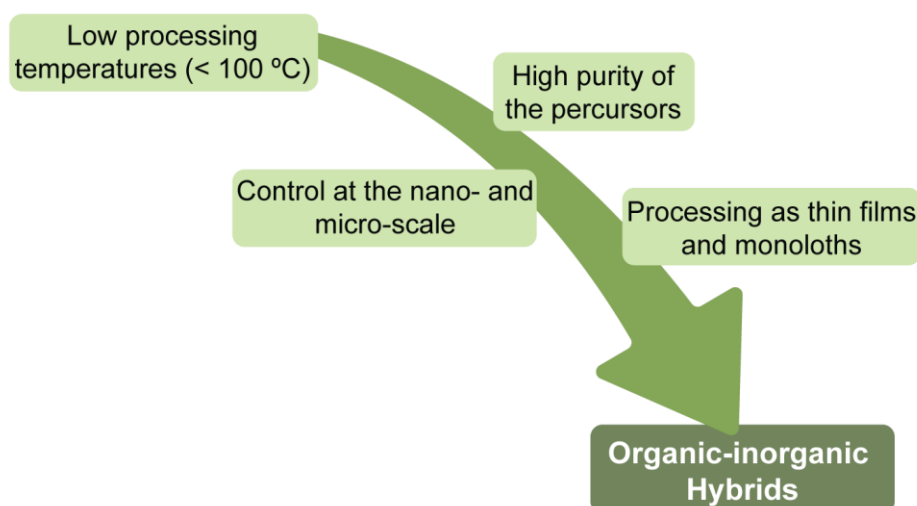 Low processing
temperatures (< 100 ºC)
High purity of
the percursors
Control at the nano- and
micro-scale
Processing as thin films
and monoloths
Organic-inorganic
Hybrids